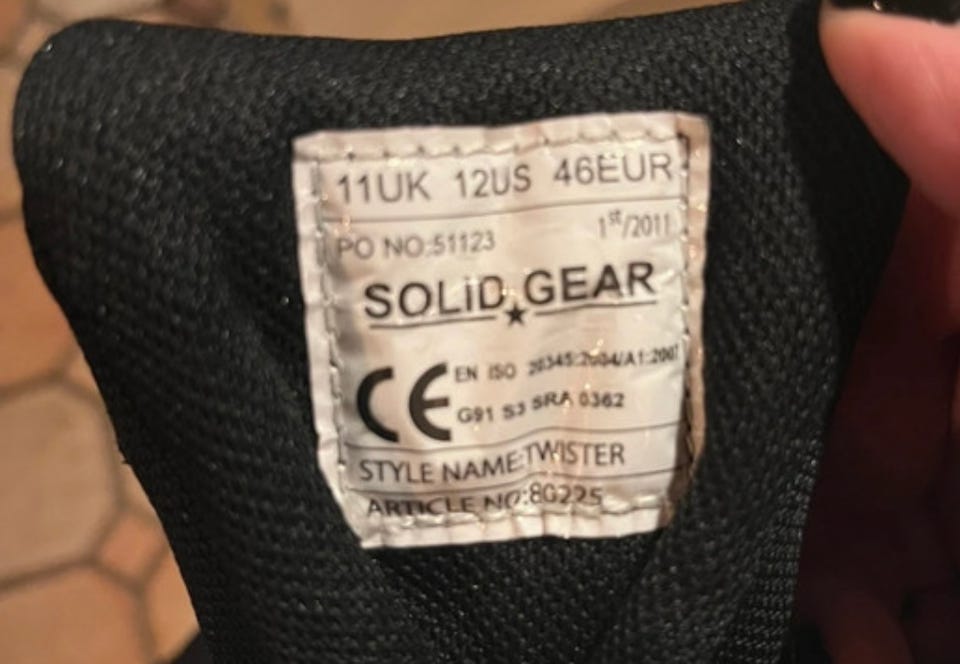 11UK 12US 46EUR
1st/2011
PO NO:51123
SOLiD GEAR
CE
EN ISO 20345:2004/A1:2007
G91 S3 SRA 0362
STYLE NAME:TWISTER
ARTICLE NO:80225